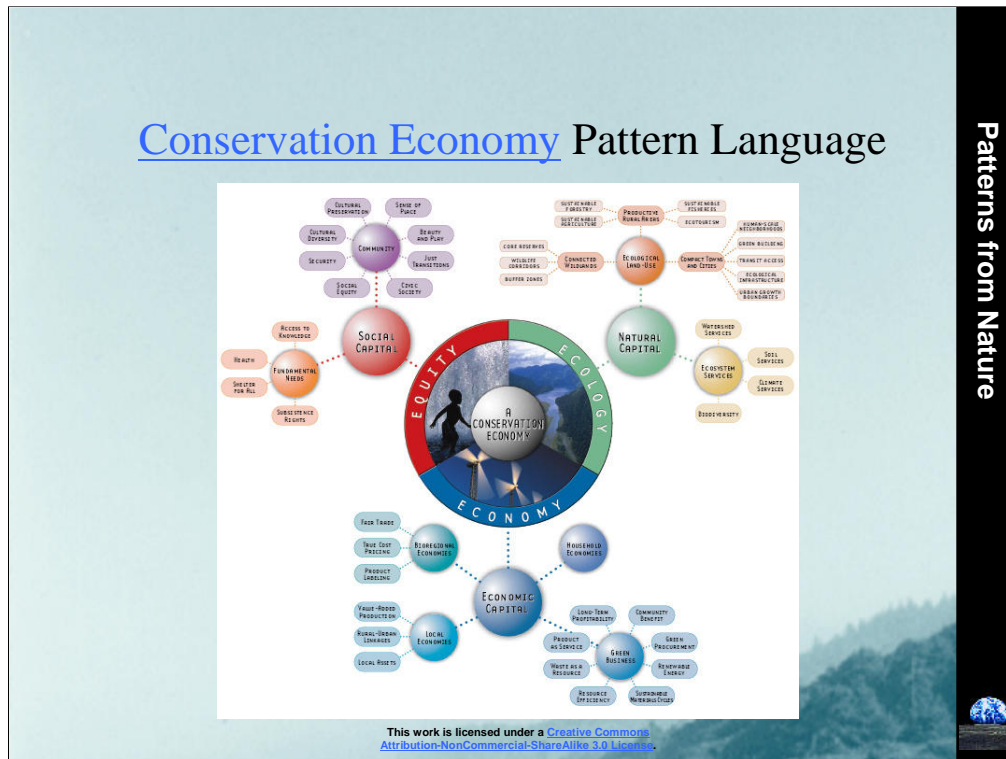 Conservation Economy Pattern Language
Patterns from Nature
CULTURAL
PRESERVATION
SENSE OF
PLACE
CULTURAL
DIVERSITY
COMMUNITY
BEAUTY
AND PLAY
SECURITY
JUST
TRANSITIONS
SOCIAL
EQUITY
CIVIC
SOCIETY
SOCIAL
CAPITAL
ACCESS TO
KNOWLEDGE
HEALTH
FUNDAMENTAL
NEEDS
SHELTER
FOR ALL
SUBSISTENCE
RIGHTS
SUSTAINABLE
FORESTRY
SUSTAINABLE
AGRICULTURE
PRODUCTIVE
RURAL AREAS
SUSTAINABLE
FISHERIES
ECOTOURISM
CORE RESERVES
WILDLIFE
CORRIDORS
BUFFER ZONES
CONNECTED
WILDLANDS
ECOLOGICAL
LAND-USE
COMPACT TOWNS
AND CITIES
HUMAN-SCALE
NEIGHBORHOODS
GREEN BUILDING
TRANSIT ACCESS
ECOLOGICAL
INFRASTRUCTURE
URBAN GROWTH
BOUNDARIES
NATURAL
CAPITAL
WATERSHED
SERVICES
ECOSYSTEM
SERVICES
SOIL
SERVICES
CLIMATE
SERVICES
BIODIVERSITY
EQUITY
ECOLOGY
ECONOMY
A
CONSERVATION
ECONOMY
FAIR TRADE
TRUE COST
PRICING
PRODUCT
LABELING
BIOREGIONAL
ECONOMIES
HOUSEHOLD
ECONOMIES
ECONOMIC
CAPITAL
VALUE-ADDED
PRODUCTION
RURAL-URBAN
LINKAGES
LOCAL ASSETS
LOCAL
ECONOMIES
LONG-TERM
PROFITABILITY
COMMUNITY
BENEFIT
PRODUCT
AS SERVICE
GREEN
PROCUREMENT
GREEN
BUSINESS
WASTE AS A
RESOURCE
RENEWABLE
ENERGY
RESOURCE
EFFICIENCY
SUSTAINABLE
MATERIALS CYCLES
This work is licensed under a Creative Commons
Attribution-NonCommercial-ShareAlike 3.0 License.